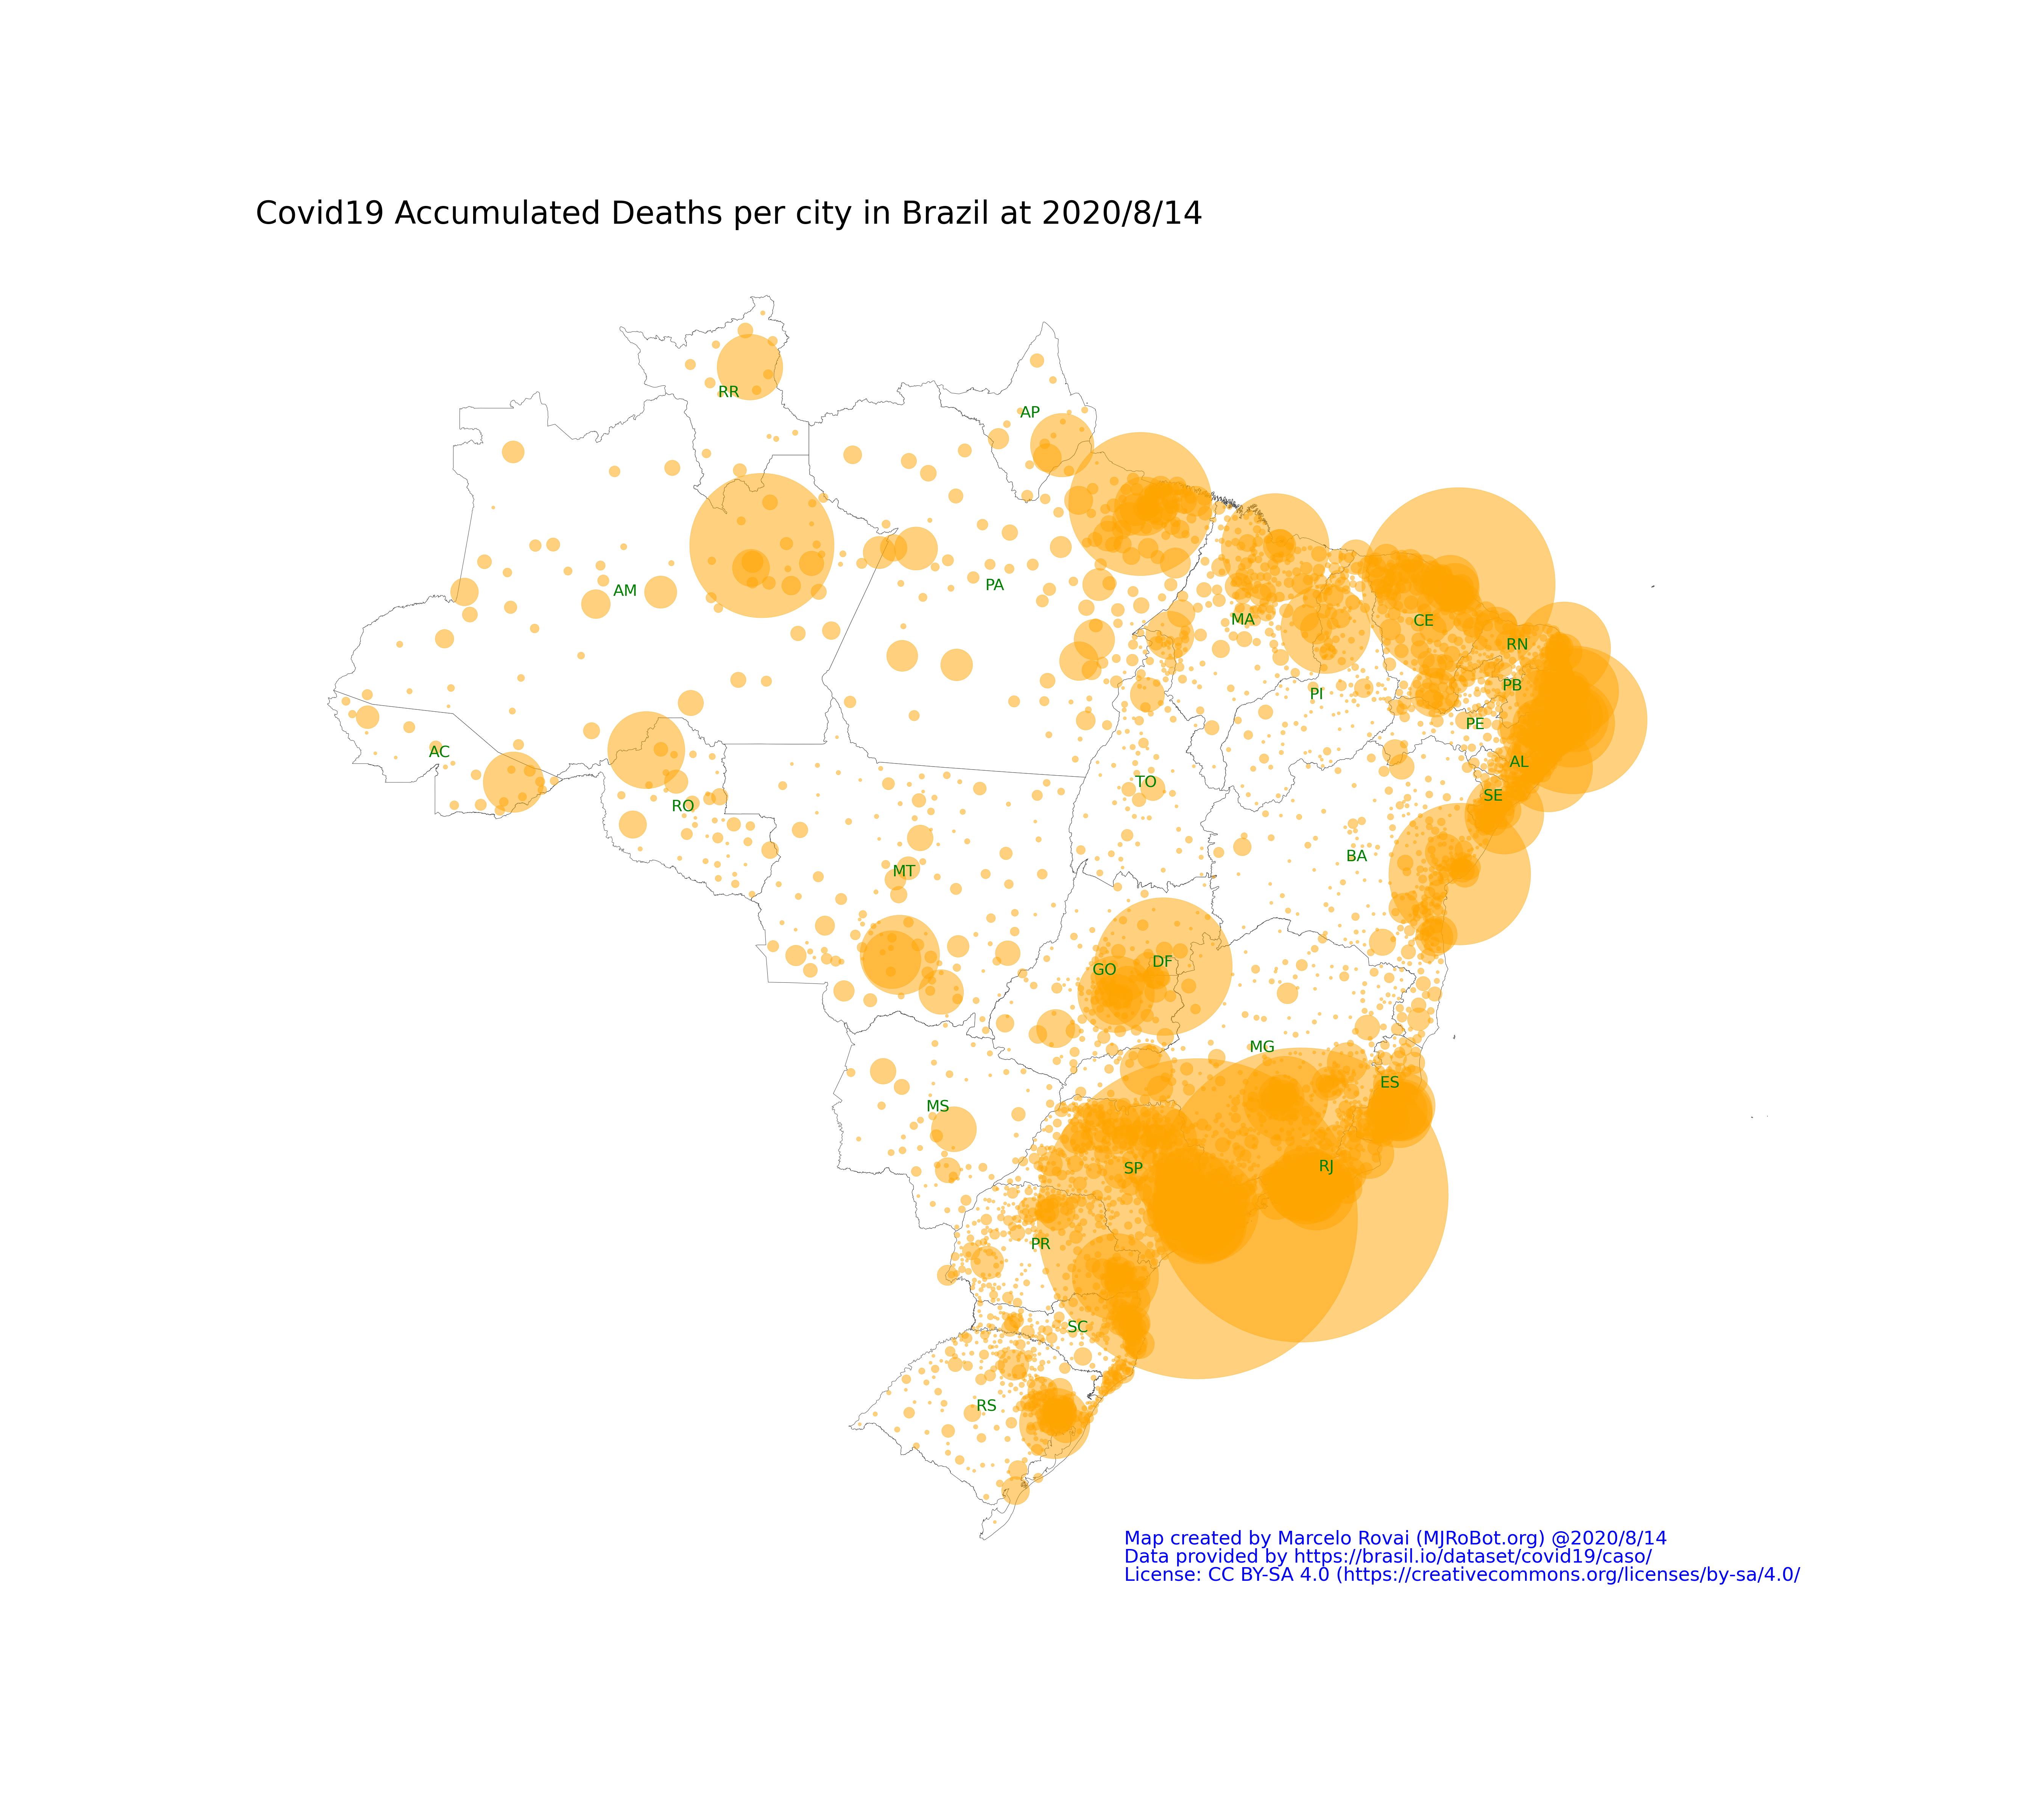 Covid19 Accumulated Deaths per city in Brazil at 2020/8/14
RR
AP
AM
PA
MA
CE
RN
PB
PI
PE
AC
AL
TO
SE
RO
BA
MT
DF
GO
MG
ES
MS
RJ
SP
PR
SC
RS
Map created by Marcelo Rovai (MJRoBot.org) @2020/8/14
Data provided by https://brasil.io/dataset/covid19/caso/
License: CC BY-SA 4.0 (https://creativecommons.org/licenses/by-sa/4.0/